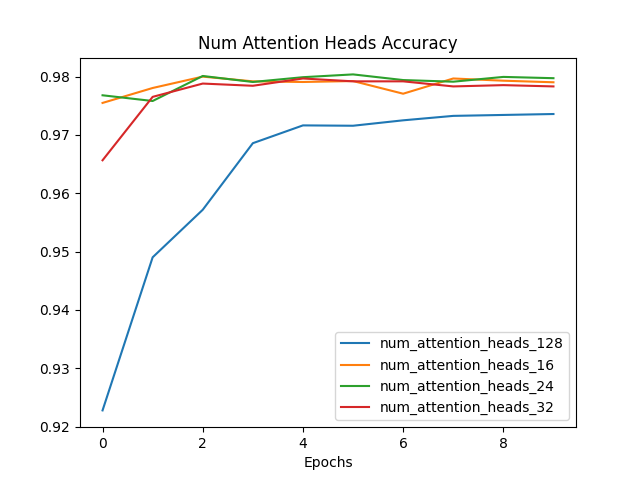 Num Attention Heads Accuracy
0.98
0.97
0.96
0.95
0.94
0.93
0.92
num_attention_heads_128
num_attention_heads_16
num_attention_heads_24
num_attention_heads_32
0 2 4 6 8
Epochs